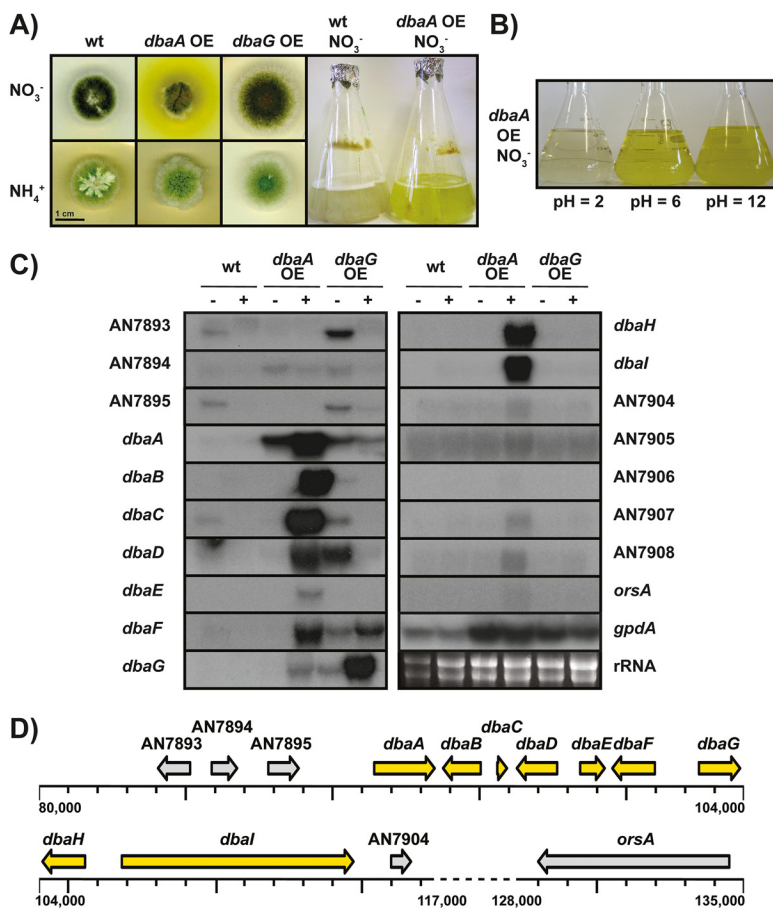 A)
wt dbaA OE dbaG OE
wt
NO3-
dbaA OE
NO3-
NO3-
NH4+
1 cm
B)
dbaA
OE
NO3-
pH = 2 pH = 6 pH = 12
C)
wt dbaA OE dbaG OE
- + - + - +
AN7893
AN7894
AN7895
dbaA
dbaB
dbaC
dbaD
dbaE
dbaF
dbaG
wt dbaA OE dbaG OE
- + - + - +
dbaH
dbaI
AN7904
AN7905
AN7906
AN7907
AN7908
orsA
gpdA
rRNA
D)
AN7893 AN7894 AN7895 dbaA dbaB dbaC dbaD dbaE dbaF dbaG
80,000 104,000
dbaH dbaI AN7904 orsA
104,000 117,000 128,000 135,000